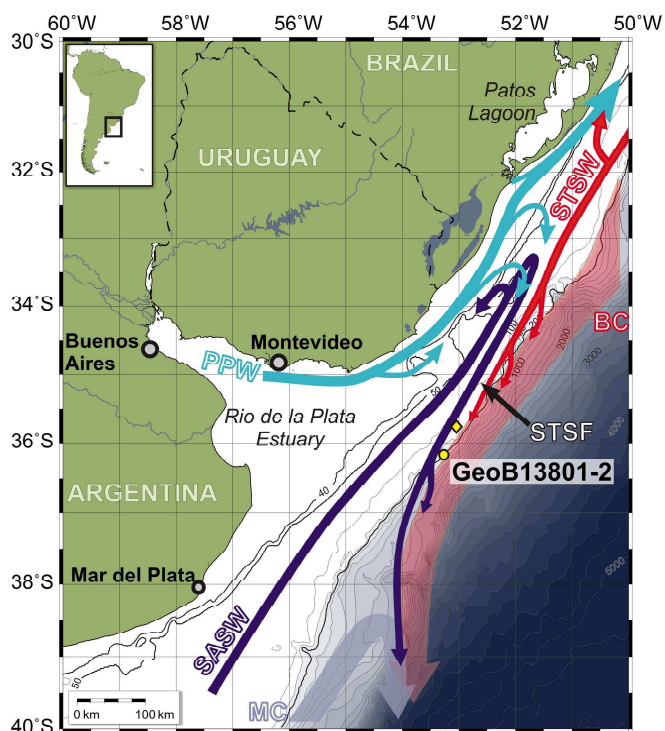 60°W 58°W 56°W 54°W 52°W 50°W
30°S
BRAZIL
Patos
Lagoon
32°S
URUGUAY
STSW
34°S
Buenos
Aires
Montevideo
BC
PPW
100
200
1000
2000
3000
4000
50
Rio de la Plata
Estuary
STSF
36°S
GeoB13801-2
ARGENTINA
40
5000
38°S
Mar del Plata
SASW
50
MC
0 km 100 km
40°S